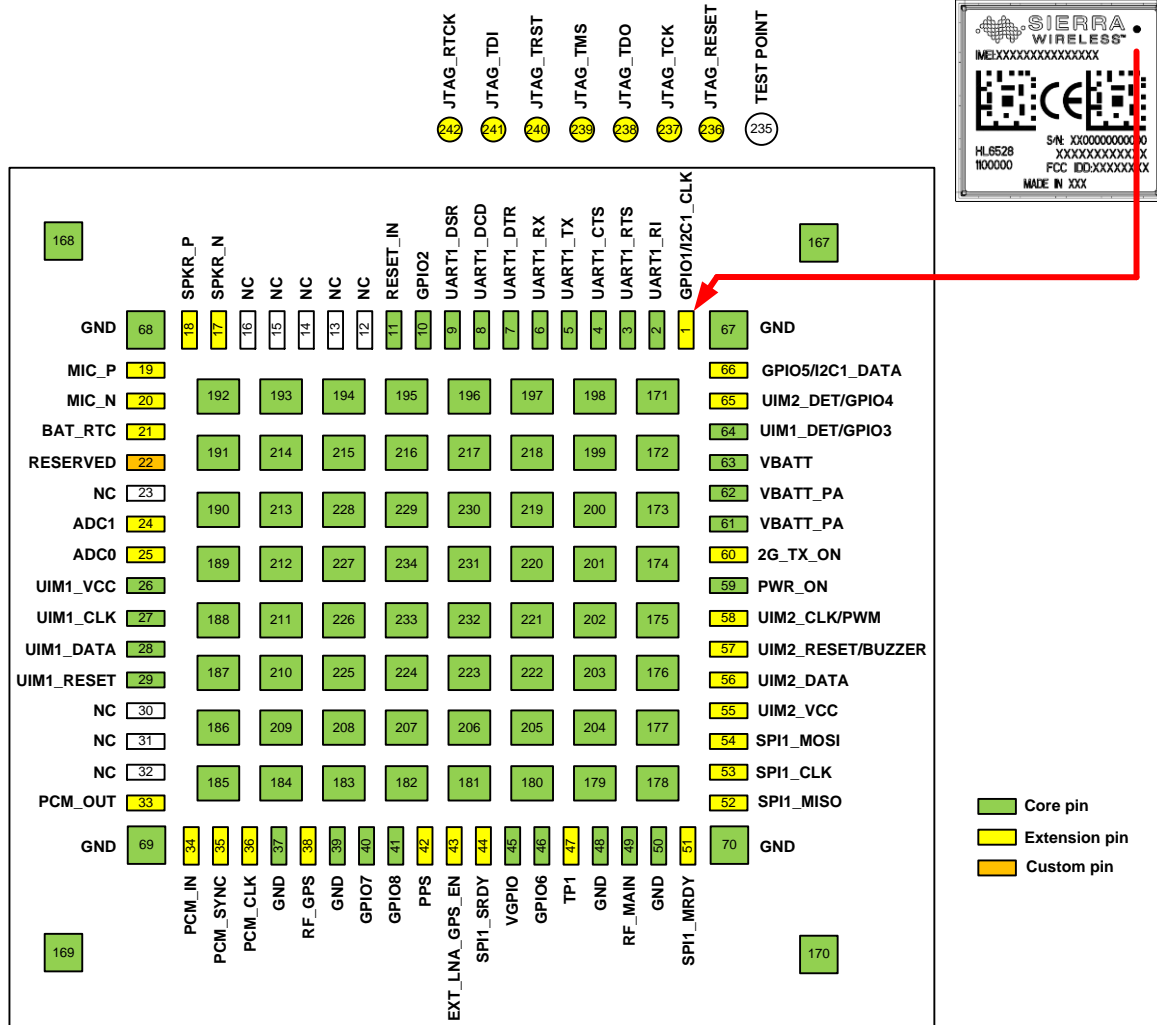 JTAG_RTCK
JTAG_TDI
JTAG_TRST
JTAG_TMS
JTAG_TDO
JTAG_TCK
JTAG_RESET
TEST POINT
242 241 240 239 238 237 236 235
SIERRA
WIRELESS™
IMEI:XXXXXXXXXXXXXXX
CE
S/N: XX00000000000
HL6528 XXXXXXXXXXXXX
1100000 FCC IDD:XXXXXXXX
MADE IN XXX
168
SPKR_P
SPKR_N
NC
NC
NC
NC
NC
RESET_IN
GPIO2
UART1_DSR
UART1_DCD
UART1_DTR
UART1_RX
UART1_TX
UART1_CTS
UART1_RTS
UART1_RI
GPIO1/I2C1_CLK
167
GND 68 18 17 16 15 14 13 12 11 10 9 8 7 6 5 4 3 2 1 67 GND
MIC_P 19 66 GPIO5/I2C1_DATA
192 193 194 195 196 197 198 171
MIC_N 20 65 UIM2_DET/GPIO4
BAT_RTC 21 64 UIM1_DET/GPIO3
191 214 215 216 217 218 199 172
RESERVED 22 63 VBATT
NC 23 62 VBATT_PA
190 213 228 229 230 219 200 173
ADC1 24 61 VBATT_PA
ADC0 25 60 2G_TX_ON
189 212 227 234 231 220 201 174
UIM1_VCC 26 59 PWR_ON
UIM1_CLK 27 58 UIM2_CLK/PWM
188 211 226 233 232 221 202 175
UIM1_DATA 28 57 UIM2_RESET/BUZZER
187 210 225 224 223 222 203 176
UIM1_RESET 29 56 UIM2_DATA
NC 30 55 UIM2_VCC
186 209 208 207 206 205 204 177
NC 31 54 SPI1_MOSI
NC 32 53 SPI1_CLK
185 184 183 182 181 180 179 178
PCM_OUT 33 52 SPI1_MISO
GND 69 34 35 36 37 38 39 40 41 42 43 44 45 46 47 48 49 50 51 70 GND
PCM_IN
PCM_SYNC
PCM_CLK
GND
RF_GPS
GND
GPIO7
GPIO8
PPS
EXT_LNA_GPS_EN
SPI1_SRDY
VGPIO
GPIO6
TP1
GND
RF_MAIN
GND
SPI1_MRDY
169 170
Core pin
Extension pin
Custom pin